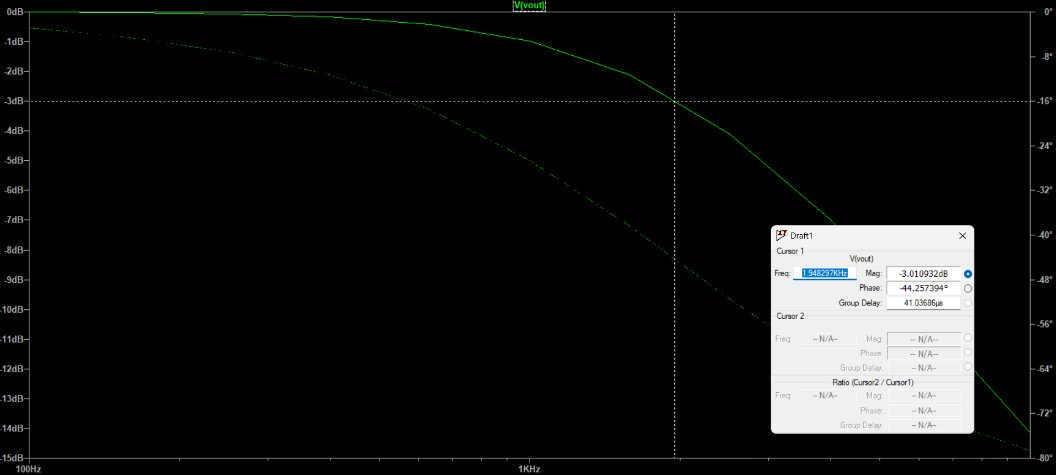 V(vout)
0dB 0°
-1dB
-2dB -8°
-3dB -16°
-4dB
-5dB -24°
-6dB -32°
-7dB
-8dB -40°
-9dB -48°
-10dB
-11dB -56°
-12dB -64°
-13dB
-14dB -72°
-15dB -80°
100Hz 1KHz
Draft1
Cursor 1
V(vout)
Freq: 1.948297KHz Mag: -3.010932dB
Phase: -44.257394°
Group Delay: 41.03686µs
Cursor 2
Freq: -- N/A-- Mag: -- N/A--
Phase: -- N/A--
Group Delay: -- N/A--
Ratio (Cursor2 / Cursor1)
Freq: -- N/A-- Mag: -- N/A--
Phase: -- N/A--
Group Delay: -- N/A--